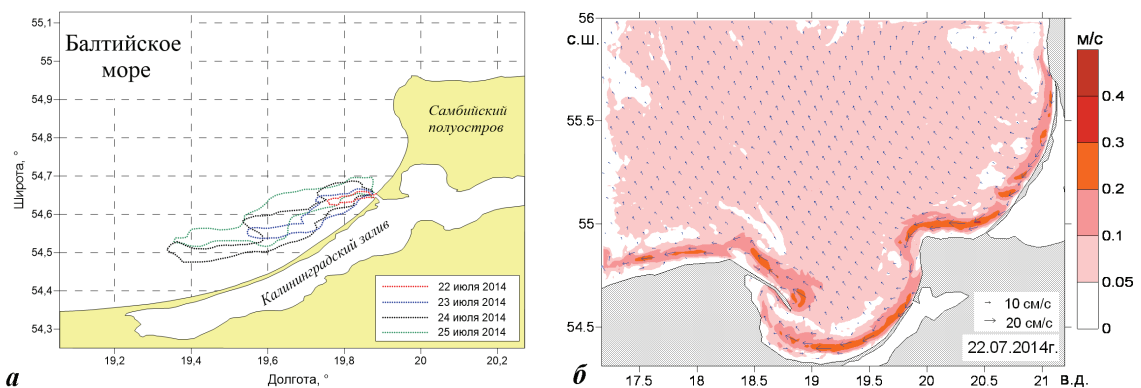 55,1
55
54,9
54,8
54,7
54,6
54,5
54,4
54,3
Широта, °
Балтийское
море
Самбийский
полуостров
Калининградский залив
22 июля 2014
23 июля 2014
24 июля 2014
25 июля 2014
19,2
19,4
19,6
19,8
20
20,2
Долгота, °
а
56
с.ш.
55.5
55
54.5
10 см/с
20 см/с
22.07.2014г.
17.5
18
18.5
19
19.5
20
20.5
21
в.д.
б
м/с
0.4
0.3
0.2
0.1
0.05
0